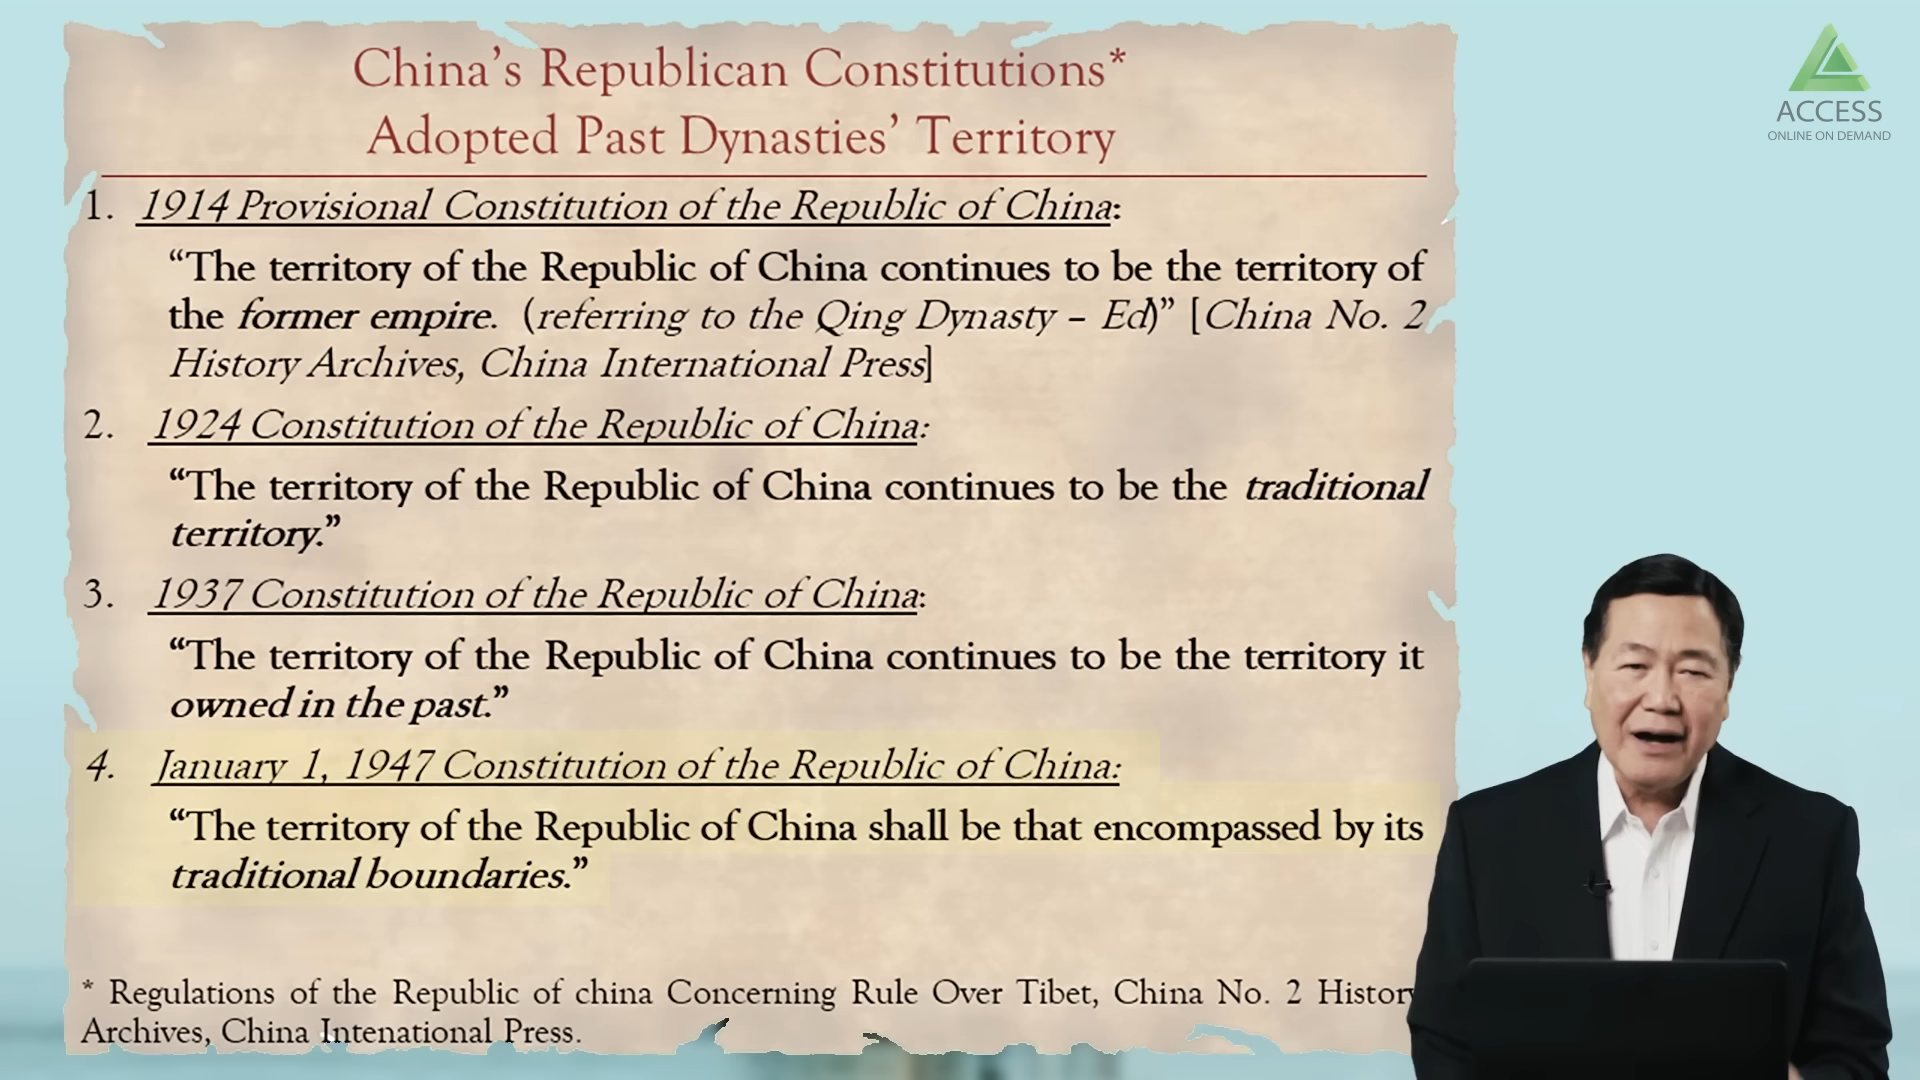 China's Republican Constitutions*
Adopted Past Dynasties' Territory
1. 1914 Provisional Constitution of the Republic of China:
“The territory of the Republic of China continues to be the territory of
the former empire. (referring to the Qing Dynasty – Ed)” [China No. 2
History Archives, China International Press]
2. 1924 Constitution of the Republic of China:
“The territory of the Republic of China continues to be the traditional
territory.”
3. 1937 Constitution of the Republic of China:
“The territory of the Republic of China continues to be the territory it
owned in the past.”
4. January 1, 1947 Constitution of the Republic of China:
“The territory of the Republic of China shall be that encompassed by its
traditional boundaries.”
* Regulations of the Republic of china Concerning Rule Over Tibet, China No. 2 History
Archives, China Intenational Press.
ACCESS
ONLINE ON DEMAND